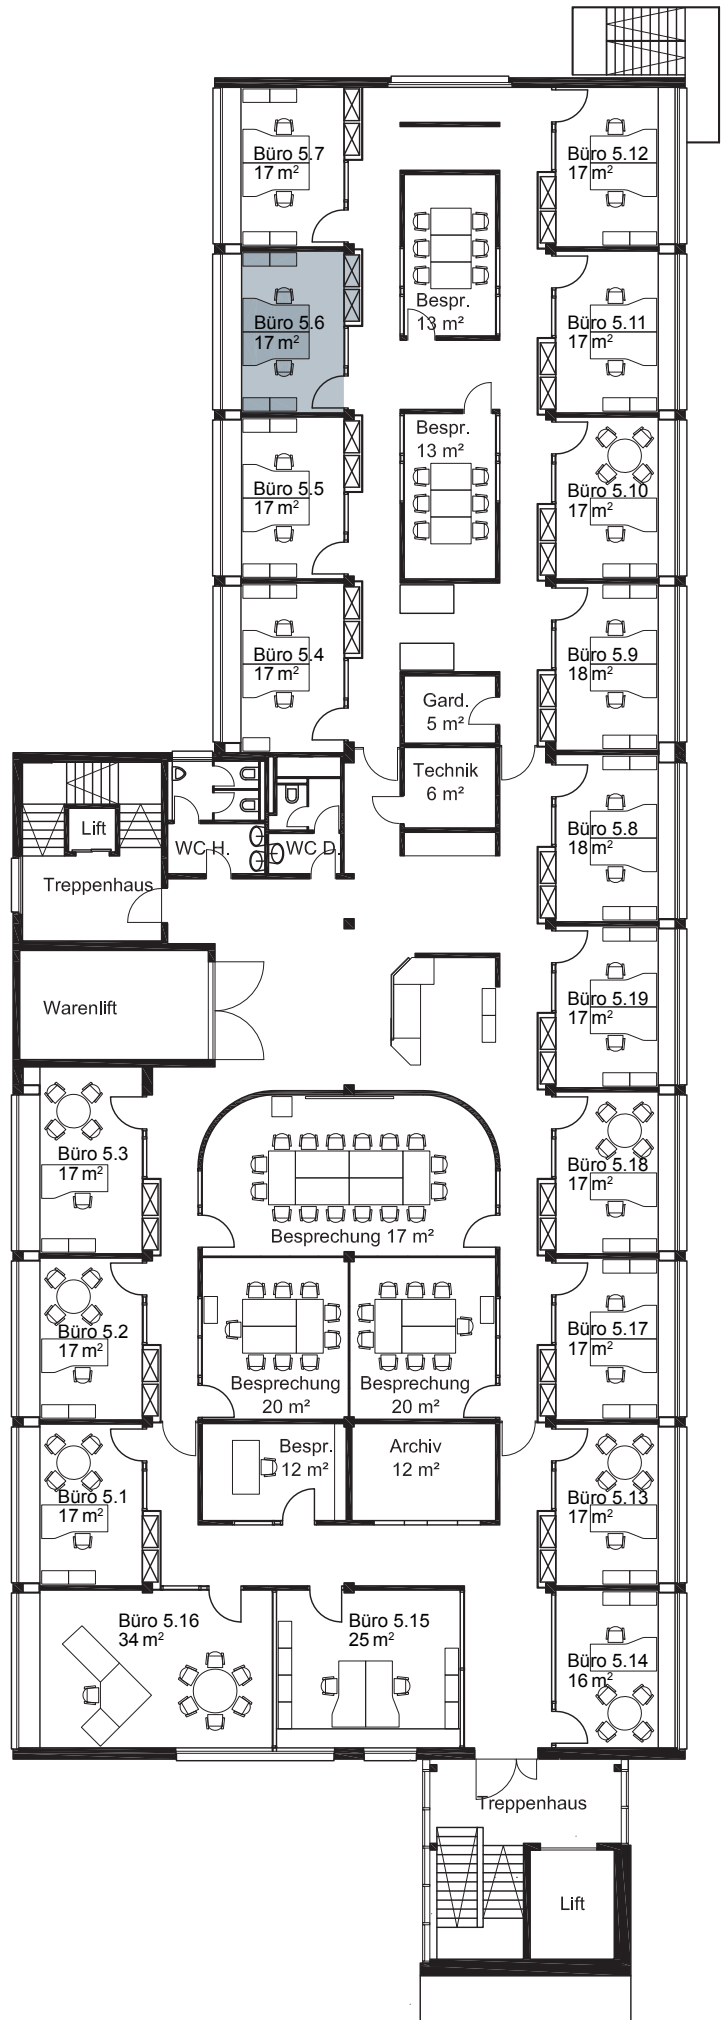 Büro 5.7
17 m²
Büro 5.12
17 m²
Bespr.
13 m²
Büro 5.6
17 m²
Büro 5.11
17 m²
Bespr.
13 m²
Büro 5.5
17 m²
Büro 5.10
17 m²
Büro 5.4
17 m²
Büro 5.9
18 m²
Gard.
5 m²
Technik
6 m²
Lift
WC H.
WC D.
Büro 5.8
18 m²
Treppenhaus
Warenlift
Büro 5.19
17 m²
Büro 5.3
17 m²
Büro 5.18
17 m²
Besprechung 17 m²
Büro 5.2
17 m²
Büro 5.17
17 m²
Besprechung
20 m²
Besprechung
20 m²
Bespr.
12 m²
Archiv
12 m²
Büro 5.1
17 m²
Büro 5.13
17 m²
Büro 5.16
34 m²
Büro 5.15
25 m²
Büro 5.14
16 m²
Treppenhaus
Lift